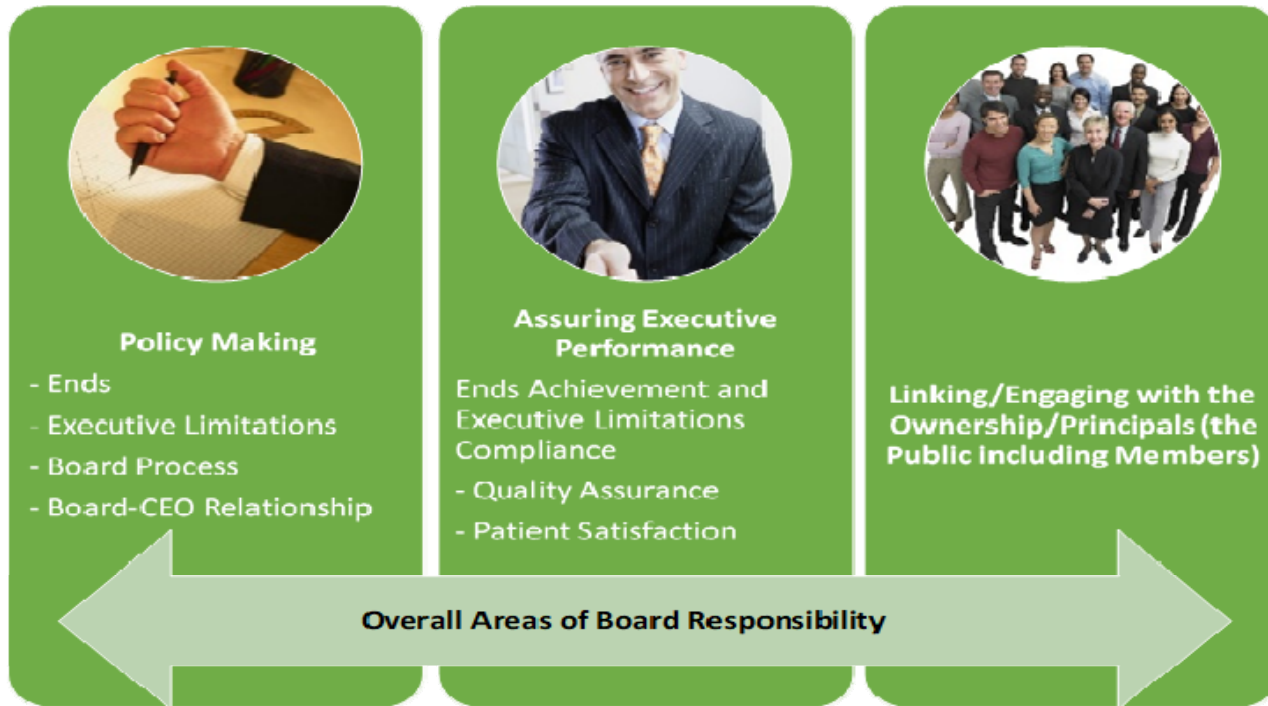 Policy Making
- Ends
- Executive Limitations
- Board Process
- Board-CEO Relationship
Assuring Executive
Performance
Ends Achievement and
Executive Limitations
Compliance
- Quality Assurance
- Patient Satisfaction
Linking/Engaging with the
Ownership/Principals (the
Public including Members)
Overall Areas of Board Responsibility